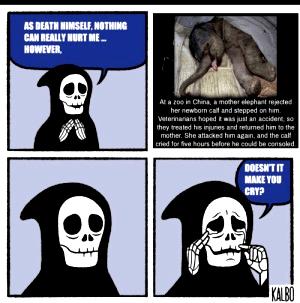 AS DEATH HIMSELF, NOTHING
CAN REALLY HURT ME ...
HOWEVER,
At a zoo in China, a mother elephant rejected
her newborn calf and stepped on him.
Veterinarians hoped it was just an accident, so
they treated his injuries and returned him to the
mother. She attacked him again, and the calf
cried for five hours before he could be consoled
DOESN'T IT
MAKE YOU
CRY?
KALBO